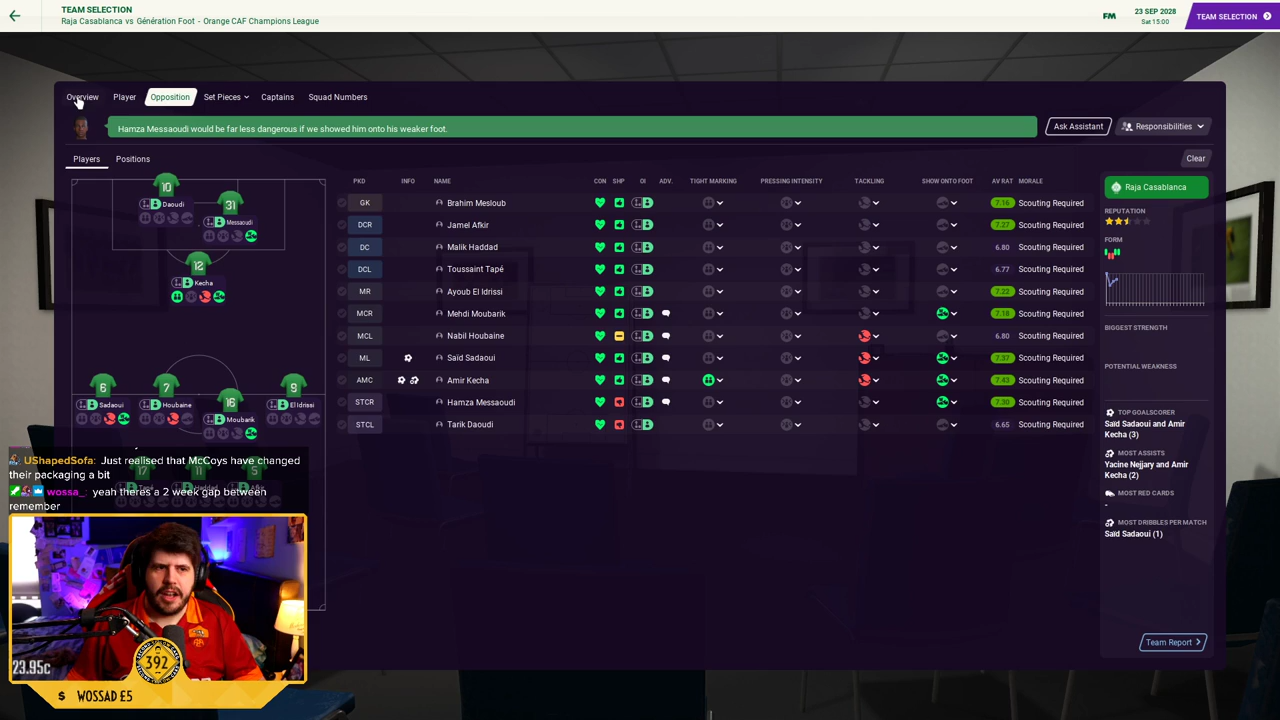 TEAM SELECTION
Raja Casablanca vs Génération Foot - Orange CAF Champions League
FM
23 SEP 2028
Sat 15:00
TEAM SELECTION
Overview
Player
Opposition
Set Pieces
Captains
Squad Numbers
Hamza Messaoudi would be far less dangerous if we showed him onto his weaker foot.
Ask Assistant
Responsibilities
Players
Positions
Clear
10
Daoudi
31
Messaoudi
12
Kecha
6
Sadaoui
7
Houbaine
16
Moubarik
9
El Idrissi
17
11
5
PKD INFO NAME CON SHP OI ADV. TIGHT MARKING PRESSING INTENSITY TACKLING SHOW ONTO FOOT AV RAT MORALE
GK Brahim Mesloub 7.16 Scouting Required
DCR Jamel Afkir 7.27 Scouting Required
DC Malik Haddad 6.80 Scouting Required
DCL Toussaint Tapé 6.77 Scouting Required
MR Ayoub El Idrissi 7.22 Scouting Required
MCR Mehdi Moubarik 7.18 Scouting Required
MCL Nabil Houbaine 6.80 Scouting Required
ML Saïd Sadaoui 7.37 Scouting Required
AMC Amir Kecha 7.43 Scouting Required
STCR Hamza Messaoudi 7.30 Scouting Required
STCL Tarik Daoudi 6.65 Scouting Required
Raja Casablanca
REPUTATION
FORM
BIGGEST STRENGTH
POTENTIAL WEAKNESS
TOP GOALSCORER
Saïd Sadaoui and Amir
Kecha (3)
MOST ASSISTS
Yacine Nejjary and Amir
Kecha (2)
MOST RED CARDS
-
MOST DRIBBLES PER MATCH
Saïd Sadaoui (1)
Team Report
UShapedSofa: Just realised that McCoys have changed
their packaging a bit
wossa_: yeah theres a 2 week gap between
remember
23.95c
392
$ WOSSAD £5